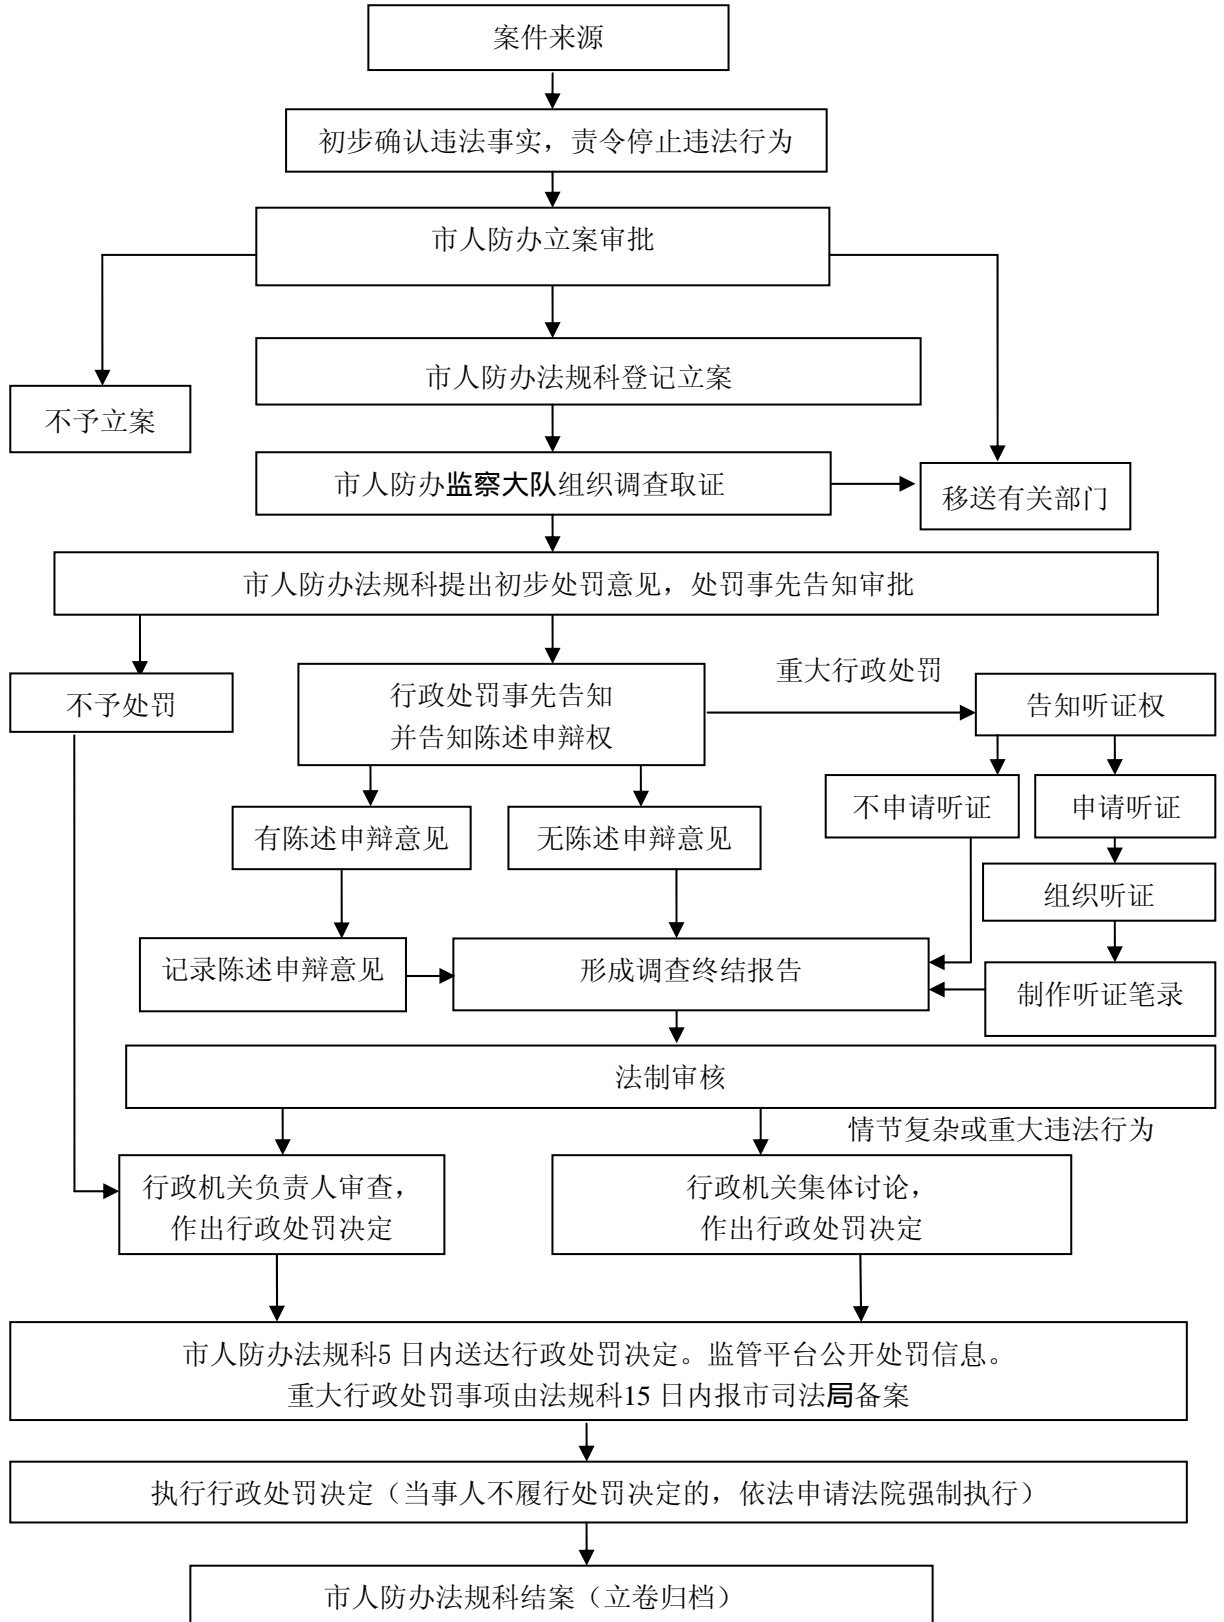 案件来源
初步确认违法事实，责令停止违法行为
市人防办立案审批
市人防办法规科登记立案
不予立案
市人防办监察大队组织调查取证
移送有关部门
市人防办法规科提出初步处罚意见，处罚事先告知审批
不予处罚
行政处罚事先告知
并告知陈述申辩权
重大行政处罚
告知听证权
不申请听证
申请听证
有陈述申辩意见
无陈述申辩意见
组织听证
记录陈述申辩意见
形成调查终结报告
制作听证笔录
法制审核
情节复杂或重大违法行为
行政机关负责人审查，
作出行政处罚决定
行政机关集体讨论，
作出行政处罚决定
市人防办法规科5 日内送达行政处罚决定。监管平台公开处罚信息。
重大行政处罚事项由法规科15 日内报市司法局备案
执行行政处罚决定（当事人不履行处罚决定的，依法申请法院强制执行）
市人防办法规科结案（立卷归档）